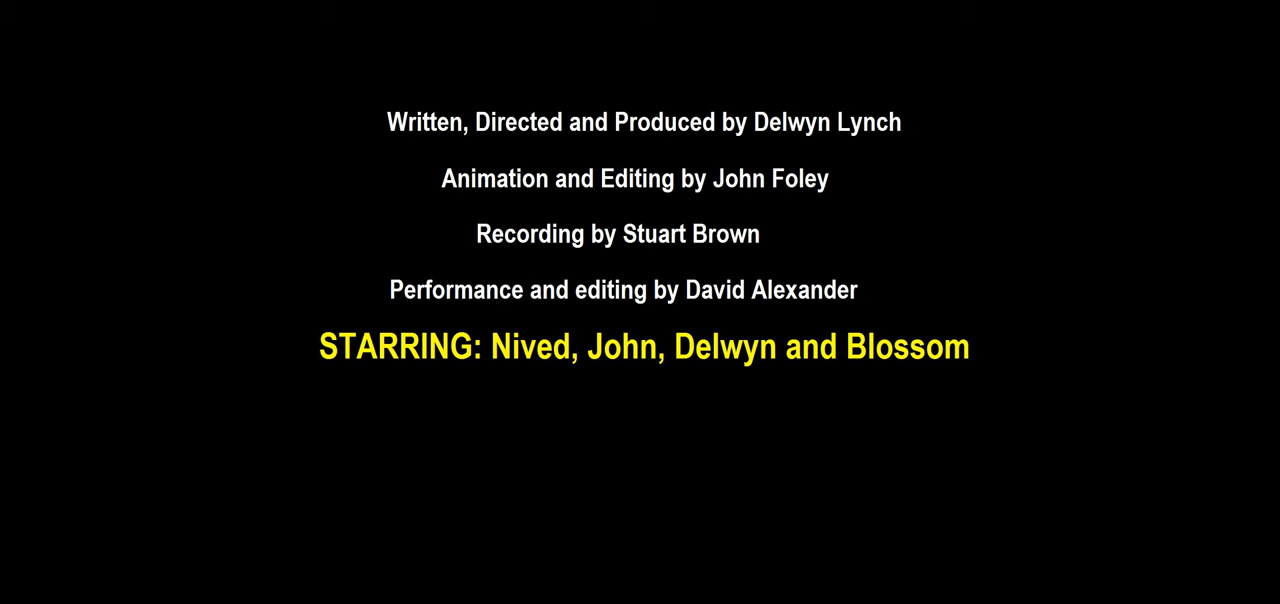 Written, Directed and Produced by Delwyn Lynch
Animation and Editing by John Foley
Recording by Stuart Brown
Performance and editing by David Alexander
STARRING: Nived, John, Delwyn and Blossom